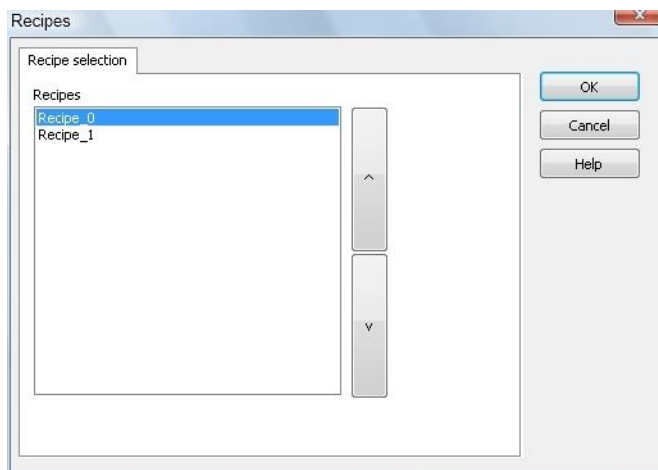 Recipes
Recipe selection
Recipes
Recipe_0
Recipe_1
^
v
OK
Cancel
Help